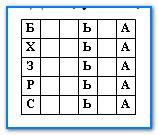 Б Ь А
Х Ь А
З Ь А
Р Ь А
С Ь А